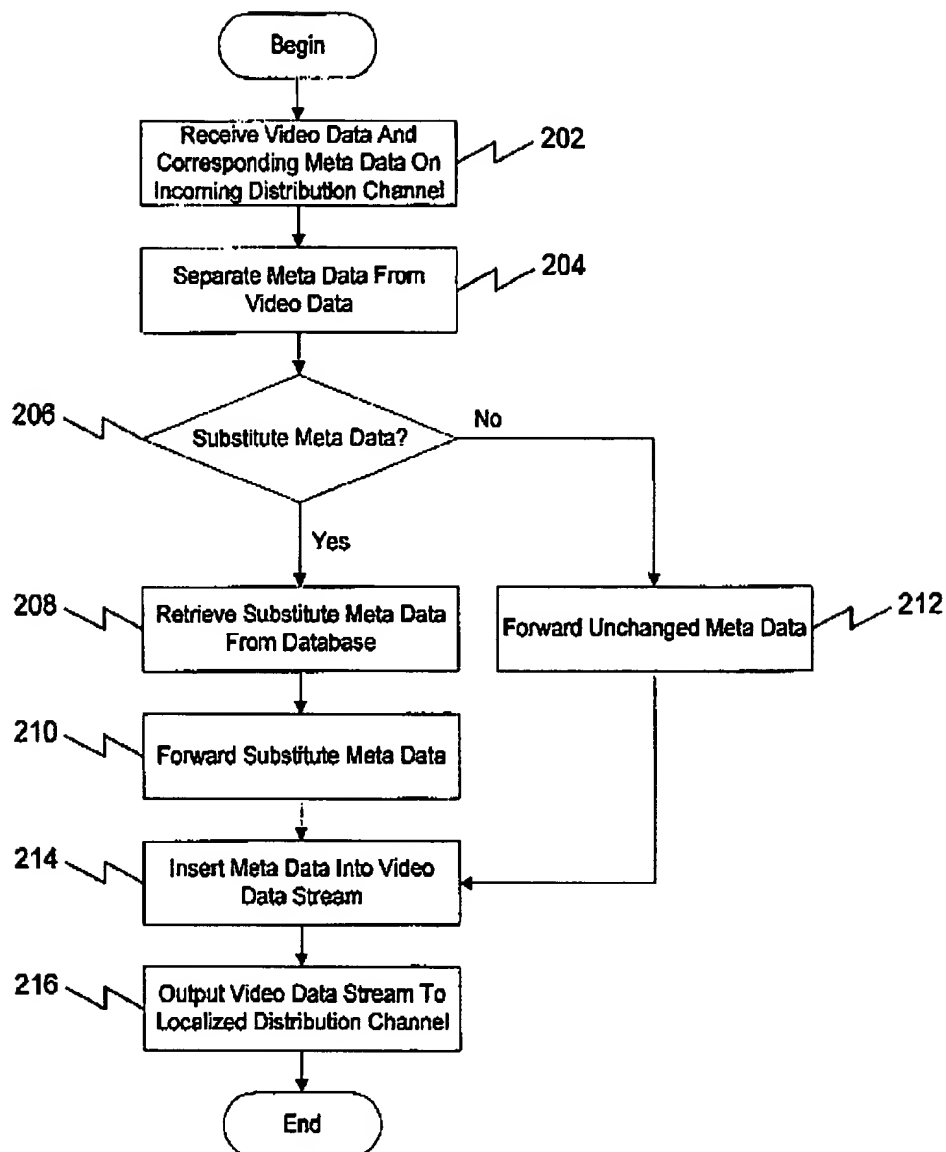 Begin
Receive Video Data And
Corresponding Meta Data On
Incoming Distribution Channel
202
Separate Meta Data From
Video Data
204
206
Substitute Meta Data?
No
Yes
208
Retrieve Substitute Meta Data
From Database
Forward Unchanged Meta Data
212
210
Forward Substitute Meta Data
214
Insert Meta Data Into Video
Data Stream
216
Output Video Data Stream To
Localized Distribution Channel
End